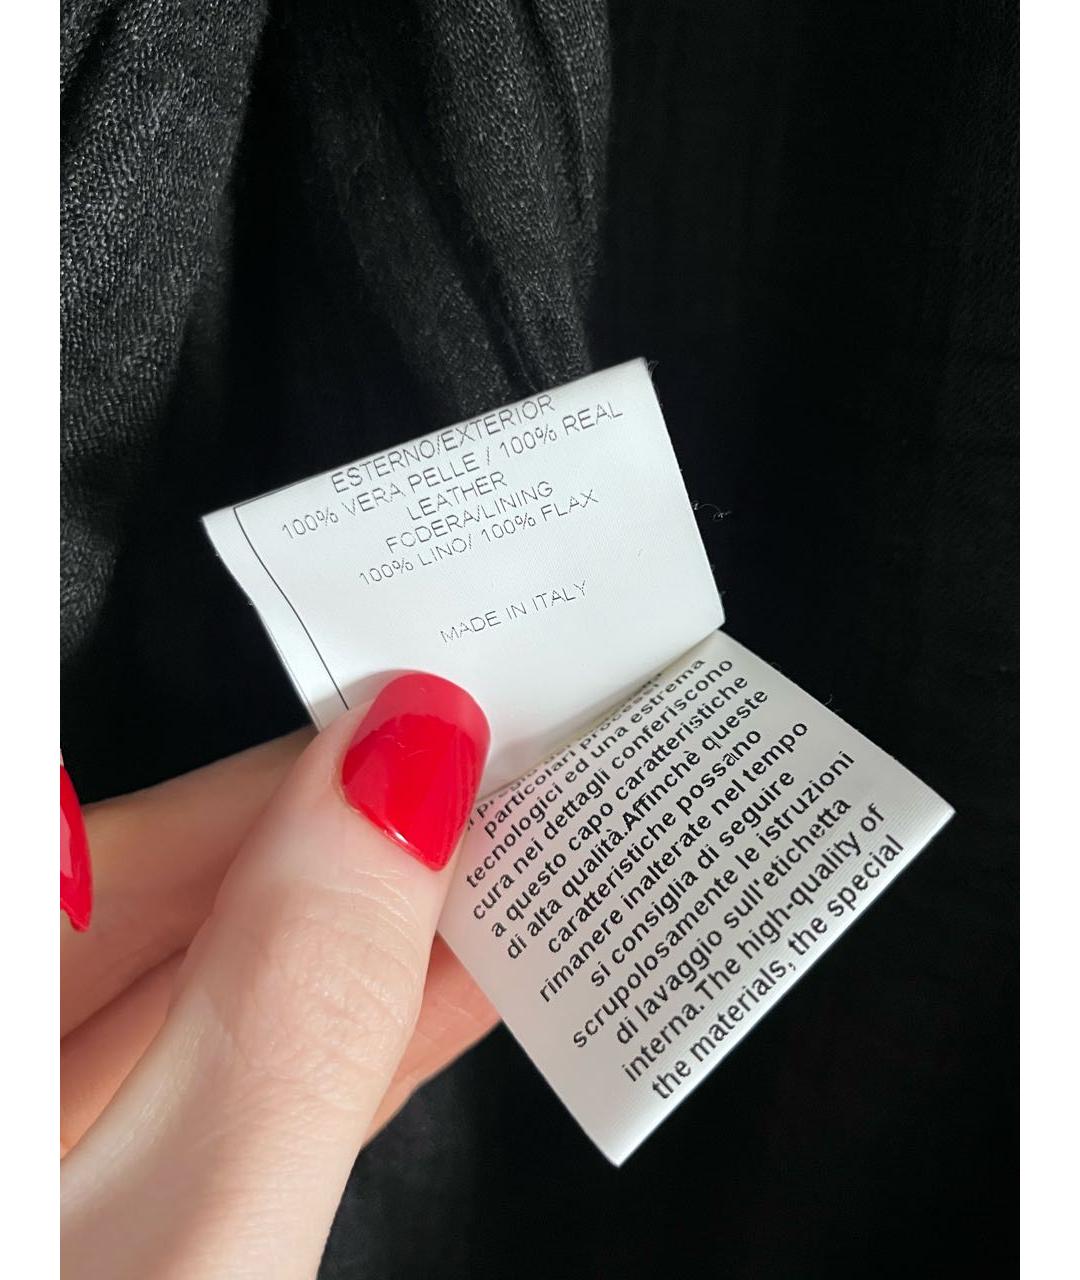 ESTERNO/EXTERIOR
100% VERA PELLE / 100% REAL
LEATHER
FODERA/LINING
100% LINO/ 100% FLAX
MADE IN ITALY
particolari processi
tecnologici ed una estrema
cura nei dettagli conferiscono
a questo capo caratteristiche
di alta qualità.Affinchè queste
caratteristiche possano
rimanere inalterate nel tempo
si consiglia di seguire
scrupolosamente le istruzioni
di lavaggio sull'etichetta
interna. The high-quality of
the materials, the special